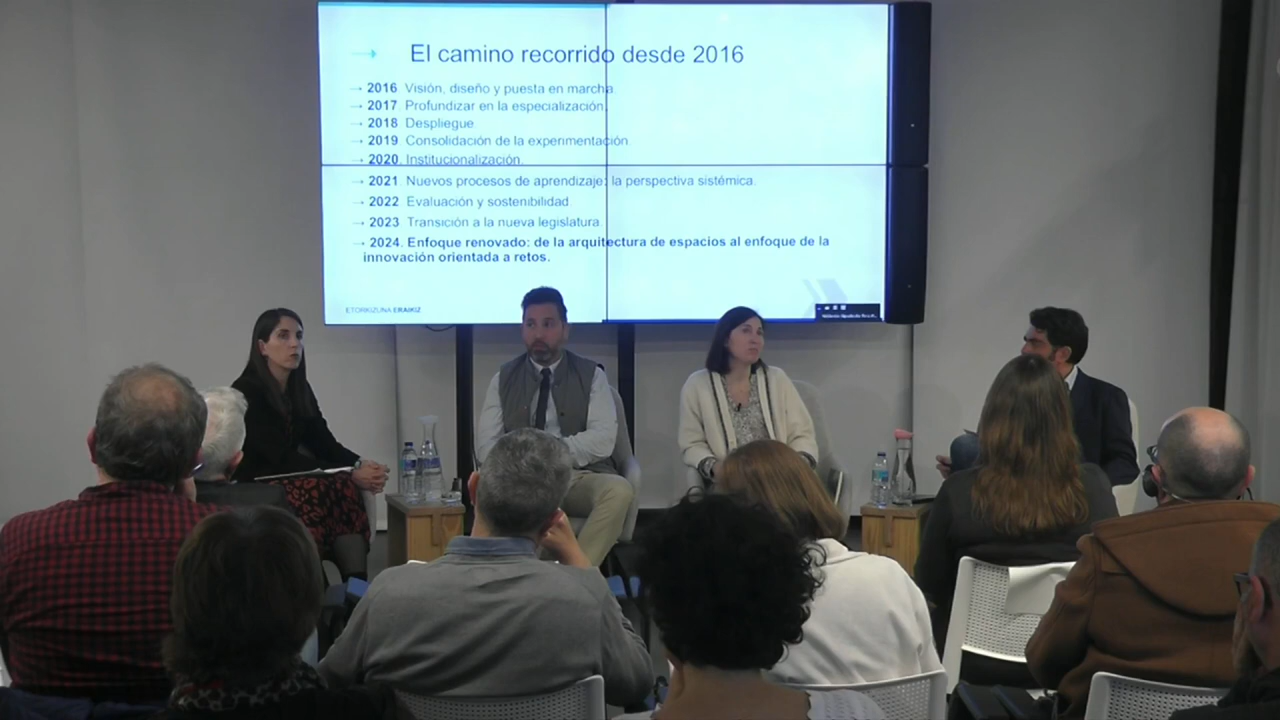 → El camino recorrido desde 2016
→ 2016. Visión, diseño y puesta en marcha.
→ 2017. Profundizar en la especialización.
→ 2018. Despliegue
→ 2019. Consolidación de la experimentación.
→ 2020. Institucionalización.
→ 2021. Nuevos procesos de aprendizaje: la perspectiva sistémica.
→ 2022. Evaluación y sostenibilidad.
→ 2023. Transición a la nueva legislatura.
→ 2024. Enfoque renovado: de la arquitectura de espacios al enfoque de la
innovación orientada a retos.
ETORKIZUNA ERAIKIZ